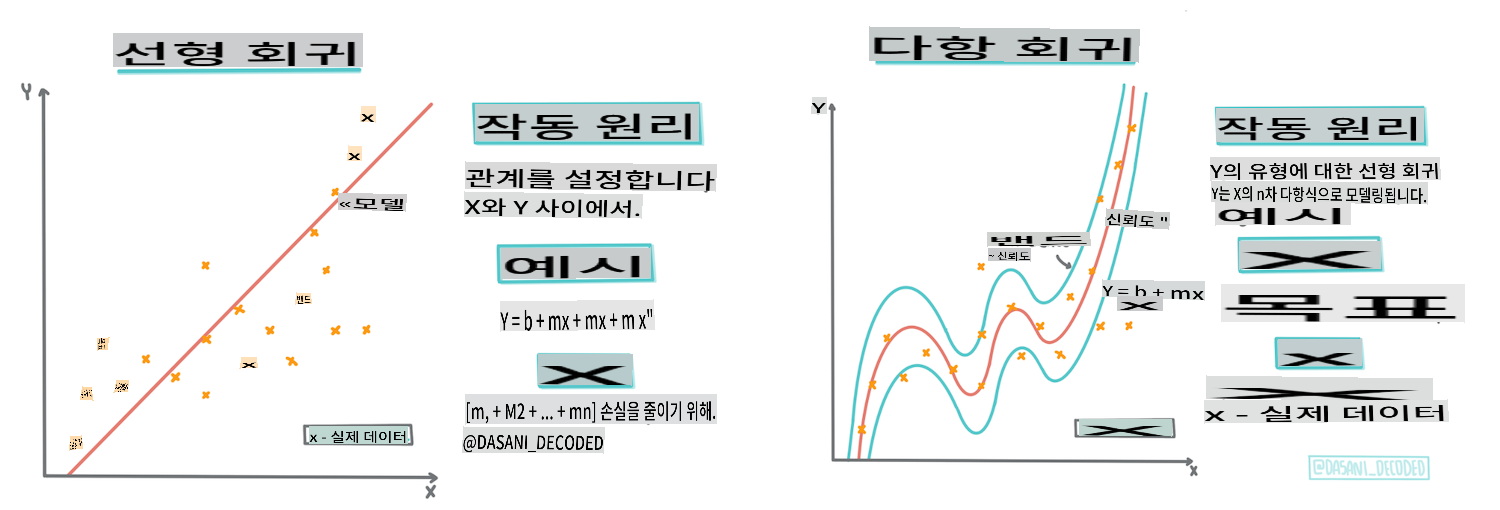 선형 회귀
Y
x
x
«모델
밴드
x
x - 실제 데이터
X
작동 원리
관계를 설정합니다
X와 Y 사이에서.
예시
Y = b + mx + mx + m x"
X
[m, + M2 + ... + mn] 손실을 줄이기 위해.
@DASANI_DECODED
다항 회귀
Y
밴드
~ 신뢰도
신뢰도 "
Y = b + mx
X
X
X
작동 원리
Y의 유형에 대한 선형 회귀
Y는 X의 n차 다항식으로 모델링됩니다.
예시
X
목표
X
x - 실제 데이터
@DASANI_DECODED